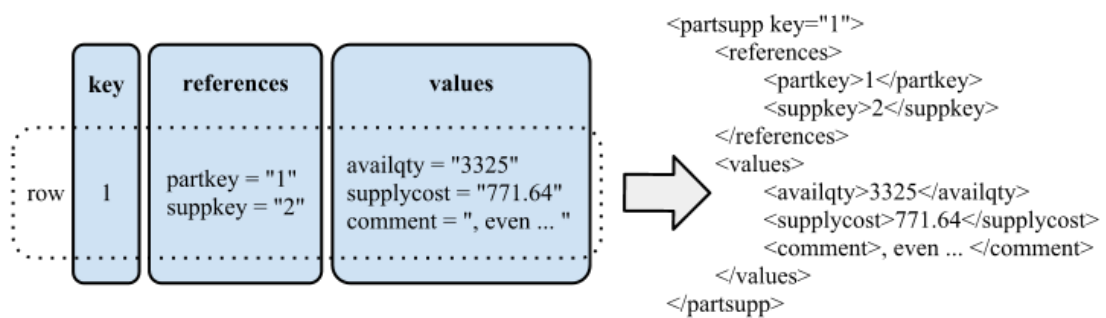 key
references
values
row
1
partkey = "1"
suppkey = "2"
availqty = "3325"
supplycost = "771.64"
comment = ", even ... "
<partsupp key="1">
<references>
<partkey>1</partkey>
<suppkey>2</suppkey>
</references>
<values>
<availqty>3325</availqty>
<supplycost>771.64</supplycost>
<comment>, even ... </comment>
</values>
</partsupp>